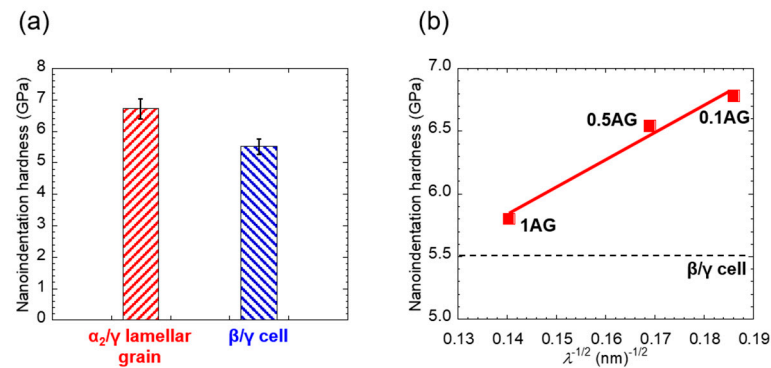 (a)
Nanoindentation hardness (GPa)
8
7
6
5
4
3
2
1
0
α₂/γ lamellar
grain
β/γ cell
(b)
Nanoindentation hardness (GPa)
7.0
6.5
6.0
5.5
5.0
0.5AG
0.1AG
1AG
β/γ cell
0.13 0.14 0.15 0.16 0.17 0.18 0.19
λ^-1/2 (nm)^-1/2